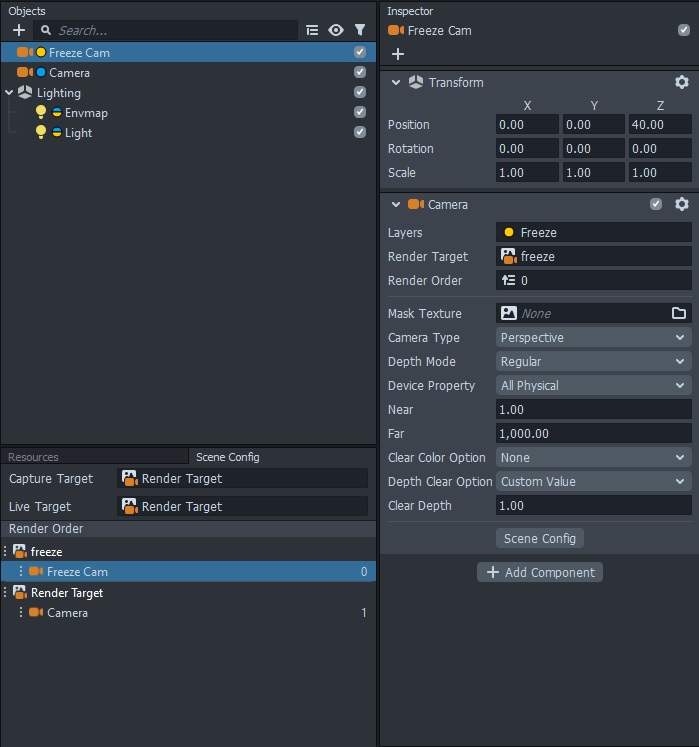 Objects
Search...
Freeze Cam
Camera
Lighting
Envmap
Light
Resources
Scene Config
Capture Target
Render Target
Live Target
Render Target
Render Order
freeze
Freeze Cam 0
Render Target
Camera 1
Inspector
Freeze Cam
Transform
X Y Z
Position 0.00 0.00 40.00
Rotation 0.00 0.00 0.00
Scale 1.00 1.00 1.00
Camera
Layers Freeze
Render Target freeze
Render Order 0
Mask Texture None
Camera Type Perspective
Depth Mode Regular
Device Property All Physical
Near 1.00
Far 1,000.00
Clear Color Option None
Depth Clear Option Custom Value
Clear Depth 1.00
Scene Config
Add Component